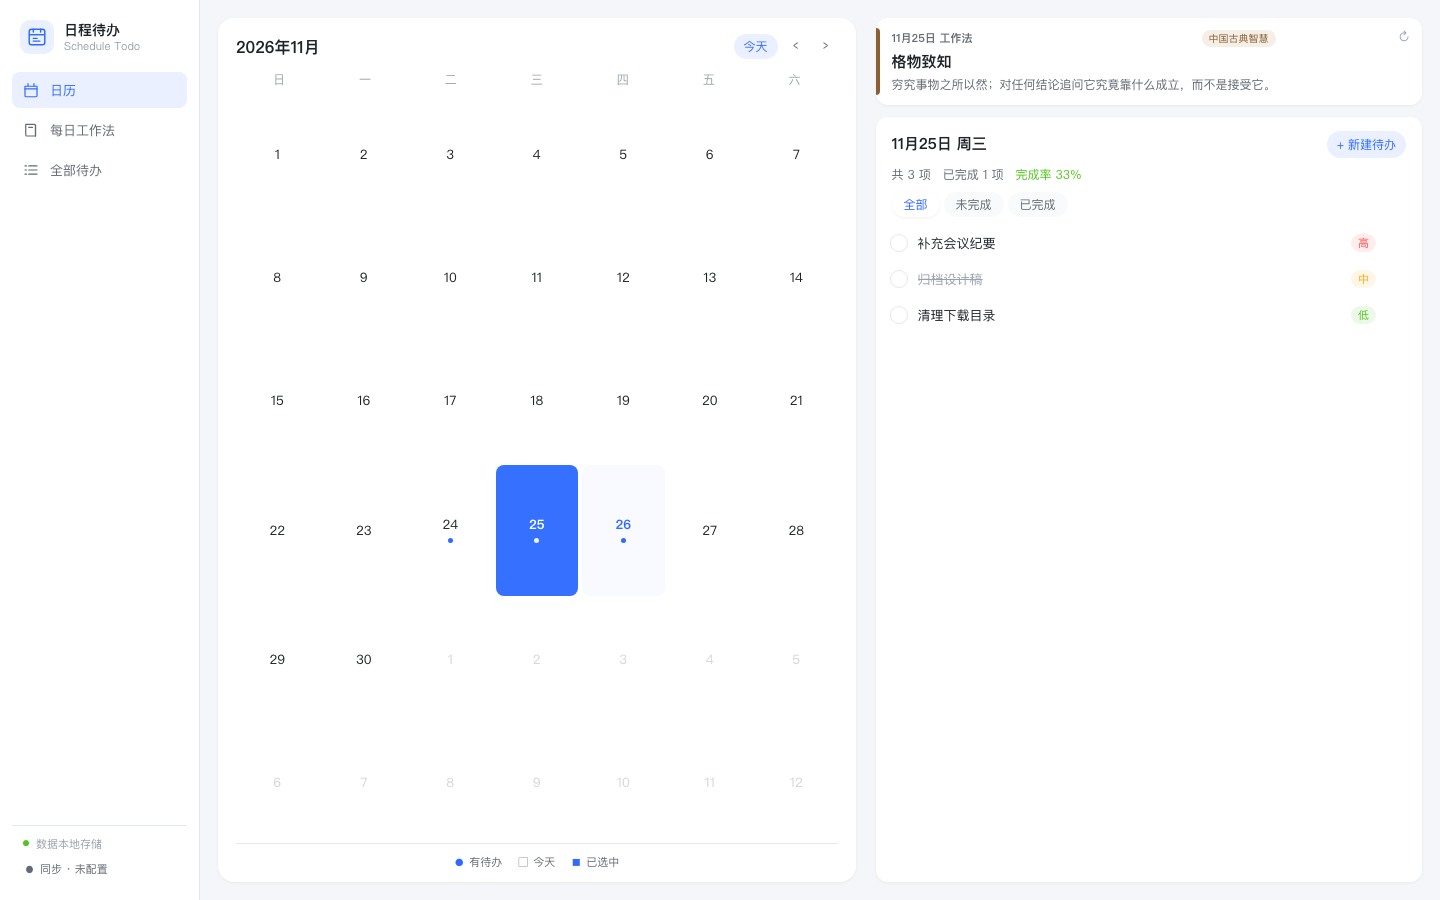 日程待办
Schedule Todo
日历
每日工作法
全部待办
数据本地存储
同步 · 未配置
2026年11月
今天
日 一 二 三 四 五 六
1 2 3 4 5 6 7
8 9 10 11 12 13 14
15 16 17 18 19 20 21
22 23 24 25 26 27 28
29 30 1 2 3 4 5
6 7 8 9 10 11 12
有待办 今天 已选中
11月25日 工作法 中国古典智慧
格物致知
穷究事物之所以然；对任何结论追问它究竟靠什么成立，而不是接受它。
11月25日 周三 + 新建待办
共 3 项 已完成 1 项 完成率 33%
全部 未完成 已完成
补充会议纪要 高
归档设计稿 中
清理下载目录 低